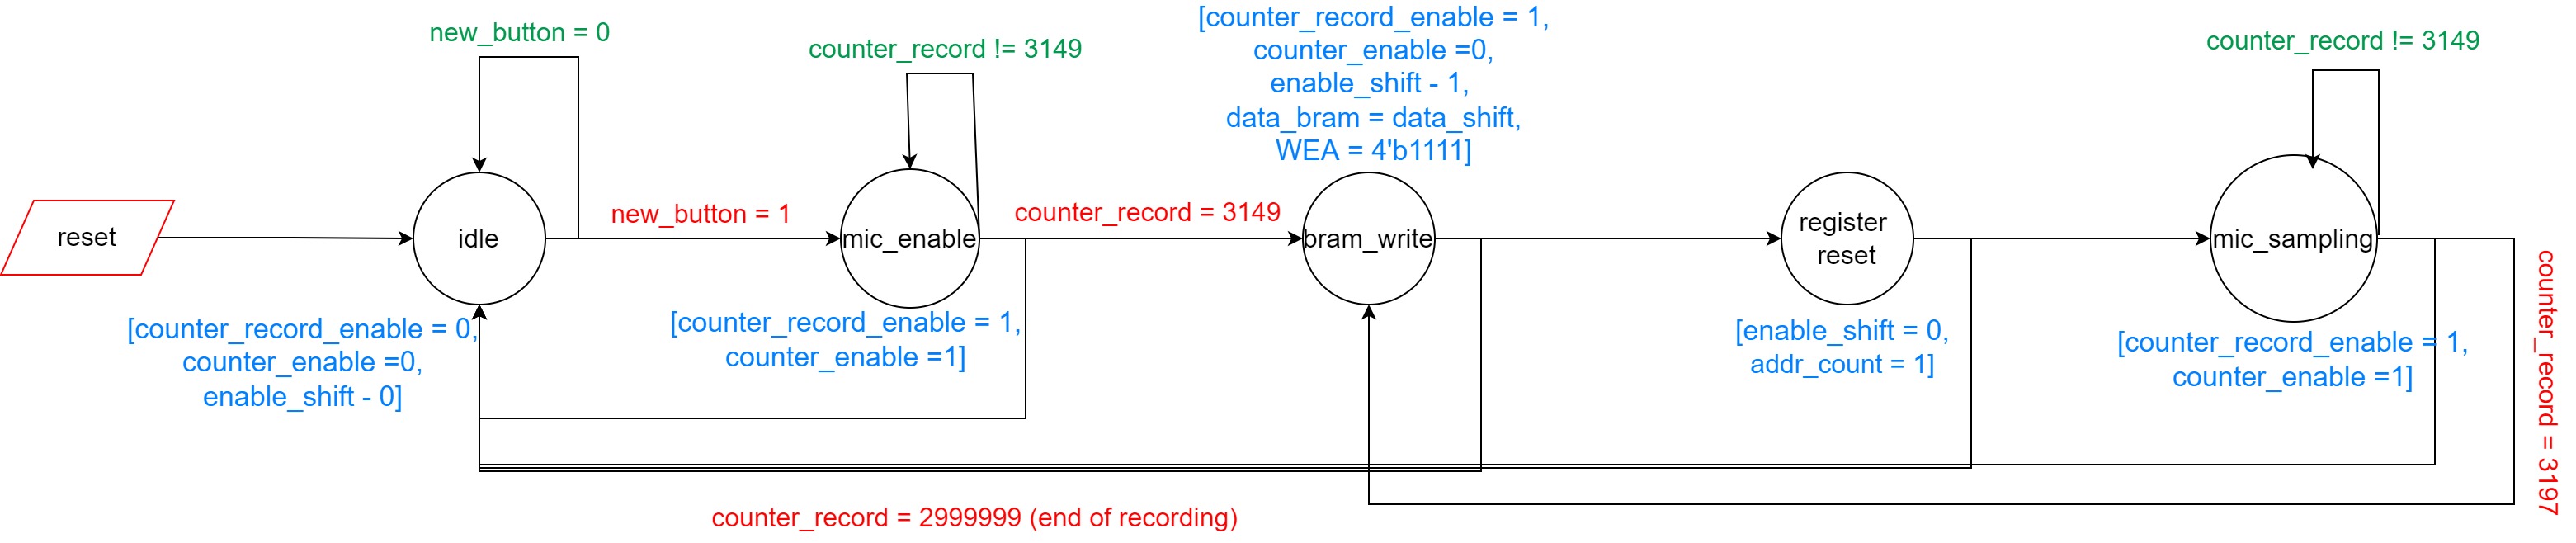 new_button = 0
counter_record != 3149
[counter_record_enable = 1,
counter_enable =0,
enable_shift - 1,
data_bram = data_shift,
WEA = 4'b1111]
counter_record != 3149
reset
idle
new_button = 1
mic_enable
counter_record = 3149
bram_write
register
reset
mic_sampling
[counter_record_enable = 0,
counter_enable =0,
enable_shift - 0]
[counter_record_enable = 1,
counter_enable =1]
[enable_shift = 0,
addr_count = 1]
[counter_record_enable = 1,
counter_enable =1]
counter_record = 3197
counter_record = 2999999 (end of recording)